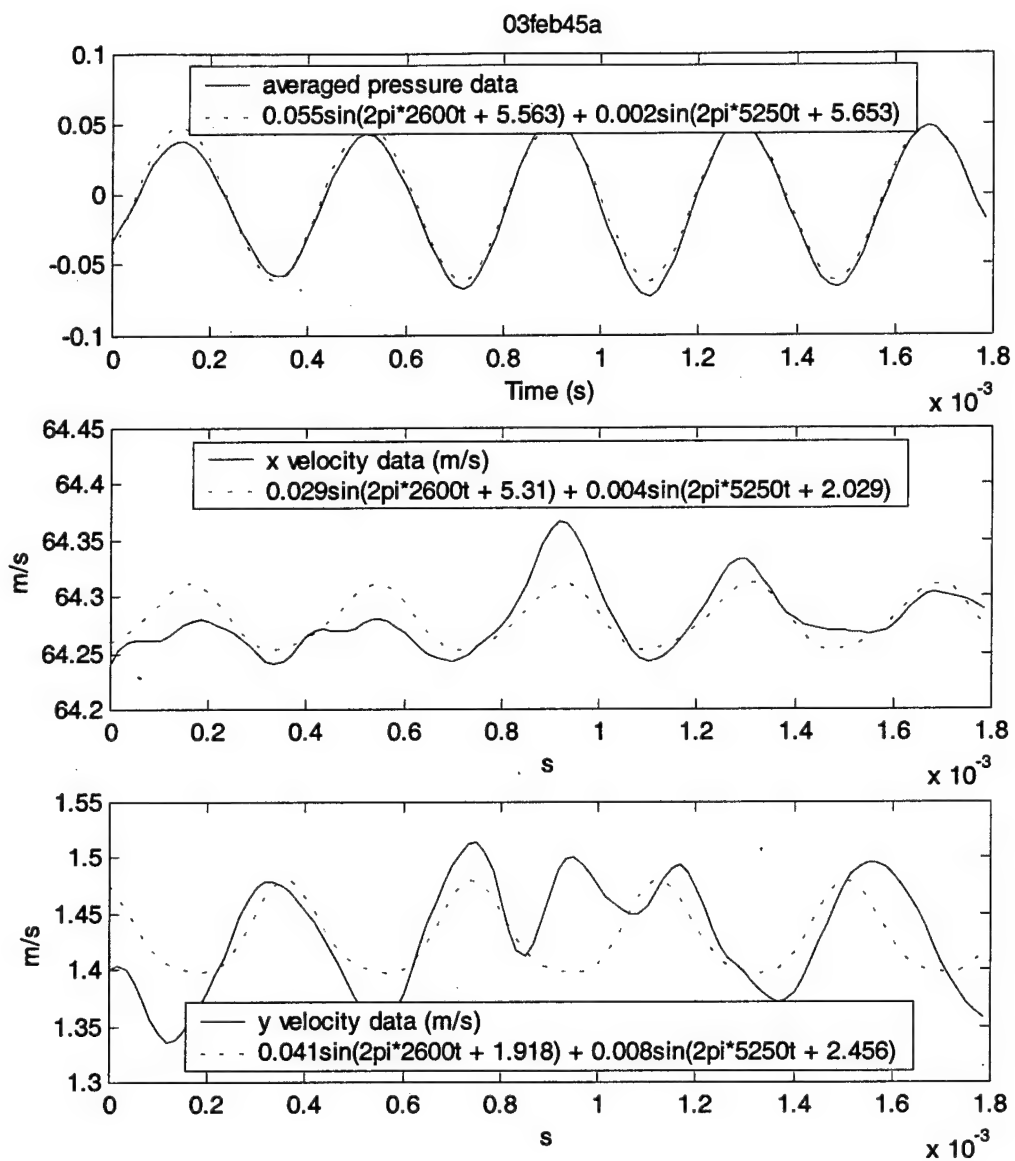 03feb45a
0.1
0.05
0
-0.05
-0.1
averaged pressure data
0.055sin(2pi*2600t + 5.563) + 0.002sin(2pi*5250t + 5.653)
0 0.2 0.4 0.6 0.8 1 1.2 1.4 1.6 1.8
Time (s)
x 10-3
64.45
64.4
64.35
64.3
64.25
64.2
m/s
x velocity data (m/s)
0.029sin(2pi*2600t + 5.31) + 0.004sin(2pi*5250t + 2.029)
0 0.2 0.4 0.6 0.8 1 1.2 1.4 1.6 1.8
s
x 10-3
1.55
1.5
1.45
1.4
1.35
1.3
m/s
y velocity data (m/s)
0.041sin(2pi*2600t + 1.918) + 0.008sin(2pi*5250t + 2.456)
0 0.2 0.4 0.6 0.8 1 1.2 1.4 1.6 1.8
s
x 10-3